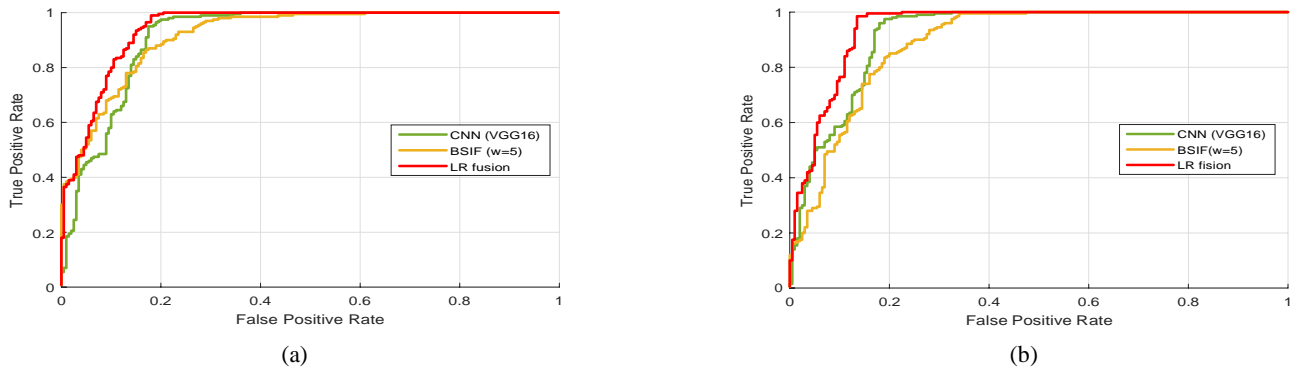 1
0.8
0.6
0.4
0.2
0
True Positive Rate
CNN (VGG16)
BSIF (w=5)
LR fusion
0 0.2 0.4 0.6 0.8 1
False Positive Rate
(a)
1
0.8
0.6
0.4
0.2
0
True Positive Rate
CNN (VGG16)
BSIF(w=5)
LR fision
0 0.2 0.4 0.6 0.8 1
False Positive Rate
(b)